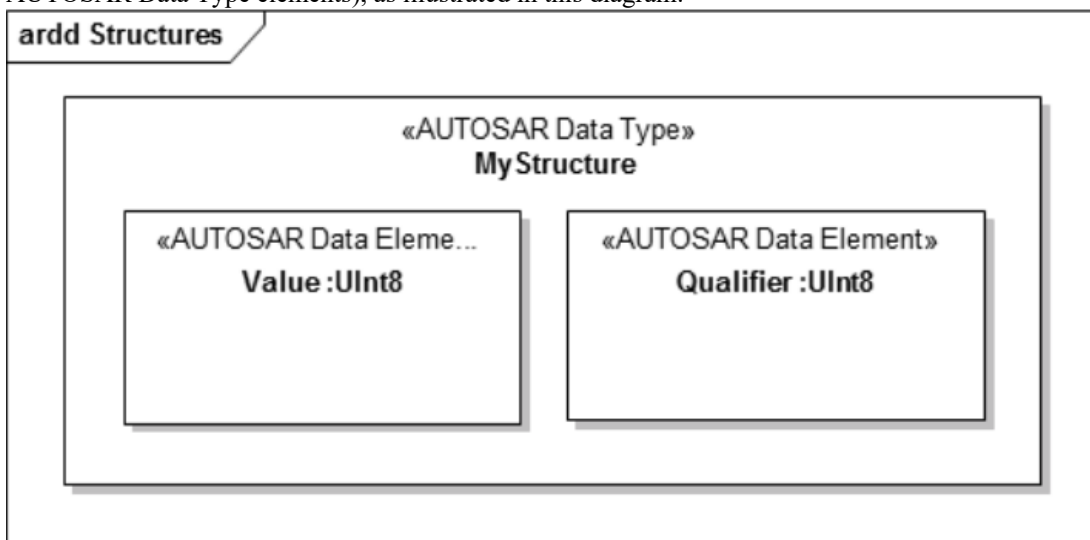 AUTOSAR Data Type elements), as illustrated in this diagram.
ardd Structures
«AUTOSAR Data Type»
MyStructure
«AUTOSAR Data Eleme...
Value :UInt8
«AUTOSAR Data Element»
Qualifier :UInt8